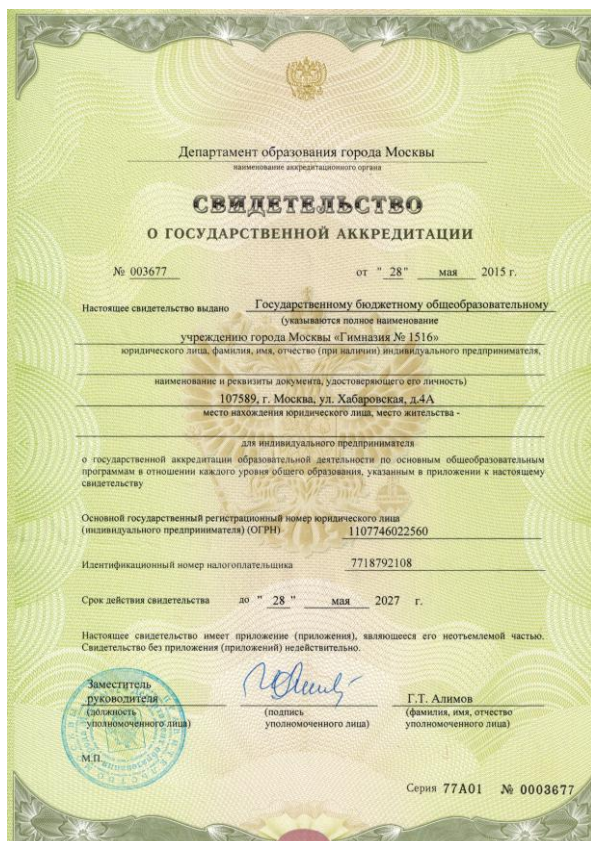 Департамент образования города Москвы
наименование аккредитационного органа
СВИДЕТЕЛЬСТВО
О ГОСУДАРСТВЕННОЙ АККРЕДИТАЦИИ
№ 003677 от " 28 " мая 2015 г.
Настоящее свидетельство выдано Государственному бюджетному общеобразовательному
(указываются полное наименование
учреждению города Москвы «Гимназия № 1516»
юридического лица, фамилия, имя, отчество (при наличии) индивидуального предпринимателя,
наименование и реквизиты документа, удостоверяющего его личность)
107589, г. Москва, ул. Хабаровская, д.4А
место нахождения юридического лица, место жительства -
для индивидуального предпринимателя
о государственной аккредитации образовательной деятельности по основным общеобразовательным
программам в отношении каждого уровня общего образования, указанным в приложении к настоящему
свидетельству
Основной государственный регистрационный номер юридического лица
(индивидуального предпринимателя) (ОГРН) 1107746022560
Идентификационный номер налогоплательщика 7718792108
Срок действия свидетельства до " 28 " мая 2027 г.
Настоящее свидетельство имеет приложение (приложения), являющееся его неотъемлемой частью.
Свидетельство без приложения (приложений) недействительно.
Заместитель
руководителя Г.Т. Алимов
(должность (подпись (фамилия, имя, отчество
уполномоченного лица) уполномоченного лица) уполномоченного лица)
М.П.
Серия 77А01 № 0003677